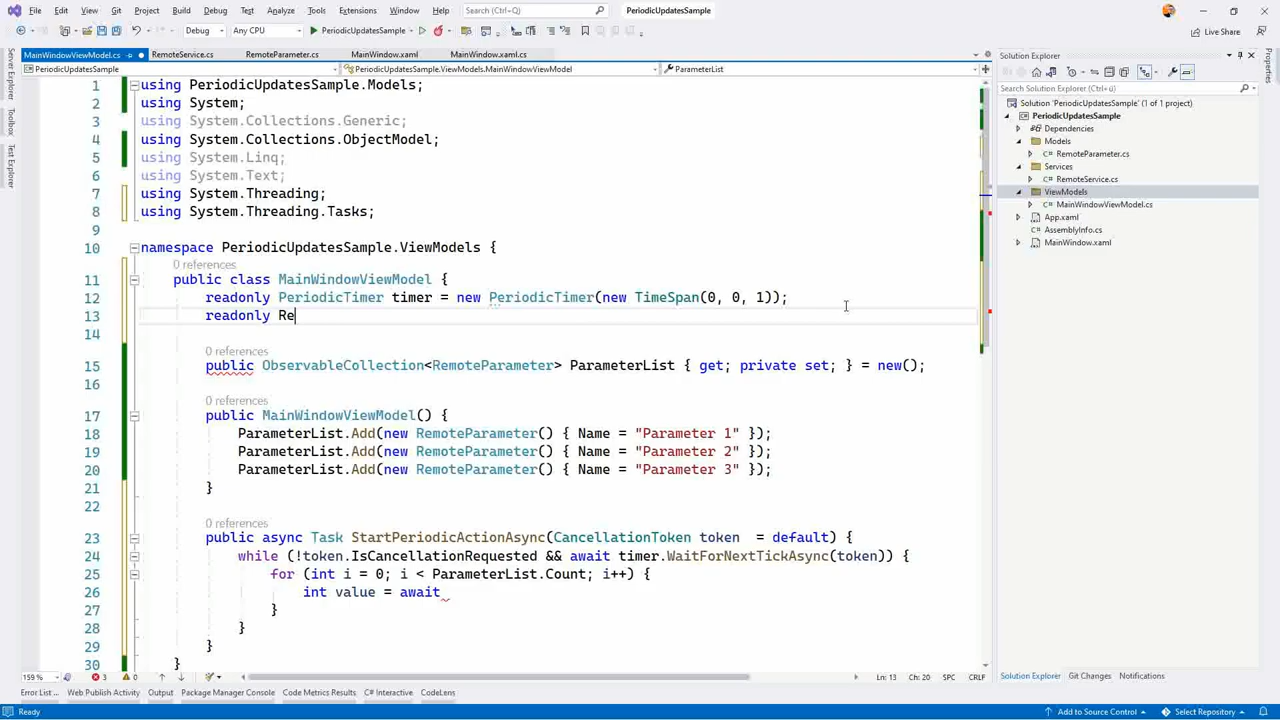 File Edit View Git Project Build Debug Test Analyze Tools Extensions Window Help Search (Ctrl+Q) PeriodicUpdatesSample
Debug Any CPU PeriodicUpdatesSample Live Share
MainWindowViewModel.cs RemoteService.cs RemoteParameter.cs MainWindow.xaml MainWindow.xaml.cs
PeriodicUpdatesSample PeriodicUpdatesSample.ViewModels.MainWindowViewModel ParameterList
Server Explorer
Toolbox
Test Explorer
1 using PeriodicUpdatesSample.Models;
2 using System;
3 using System.Collections.Generic;
4 using System.Collections.ObjectModel;
5 using System.Linq;
6 using System.Text;
7 using System.Threading;
8 using System.Threading.Tasks;
9
10 namespace PeriodicUpdatesSample.ViewModels {
0 references
11 public class MainWindowViewModel {
12 readonly PeriodicTimer timer = new PeriodicTimer(new TimeSpan(0, 0, 1));
13 readonly Re
14
0 references
15 public ObservableCollection<RemoteParameter> ParameterList { get; private set; } = new();
16
0 references
17 public MainWindowViewModel() {
18 ParameterList.Add(new RemoteParameter() { Name = "Parameter 1" });
19 ParameterList.Add(new RemoteParameter() { Name = "Parameter 2" });
20 ParameterList.Add(new RemoteParameter() { Name = "Parameter 3" });
21 }
22
0 references
23 public async Task StartPeriodicActionAsync(CancellationToken token = default) {
24 while (!token.IsCancellationRequested && await timer.WaitForNextTickAsync(token)) {
25 for (int i = 0; i < ParameterList.Count; i++) {
26 int value = await
27 }
28 }
29 }
30 }
159 % 3 0 Ln: 13 Ch: 20 SPC CRLF
Error List ... Web Publish Activity Output Package Manager Console Code Metrics Results C# Interactive CodeLens
Ready Add to Source Control Select Repository
Solution Explorer
Search Solution Explorer (Ctrl+ü)
Solution 'PeriodicUpdatesSample' (1 of 1 project)
PeriodicUpdatesSample
Dependencies
Models
C# RemoteParameter.cs
Services
C# RemoteService.cs
ViewModels
C# MainWindowViewModel.cs
App.xaml
C# AssemblyInfo.cs
MainWindow.xaml
Solution Explorer Git Changes Notifications
Properties